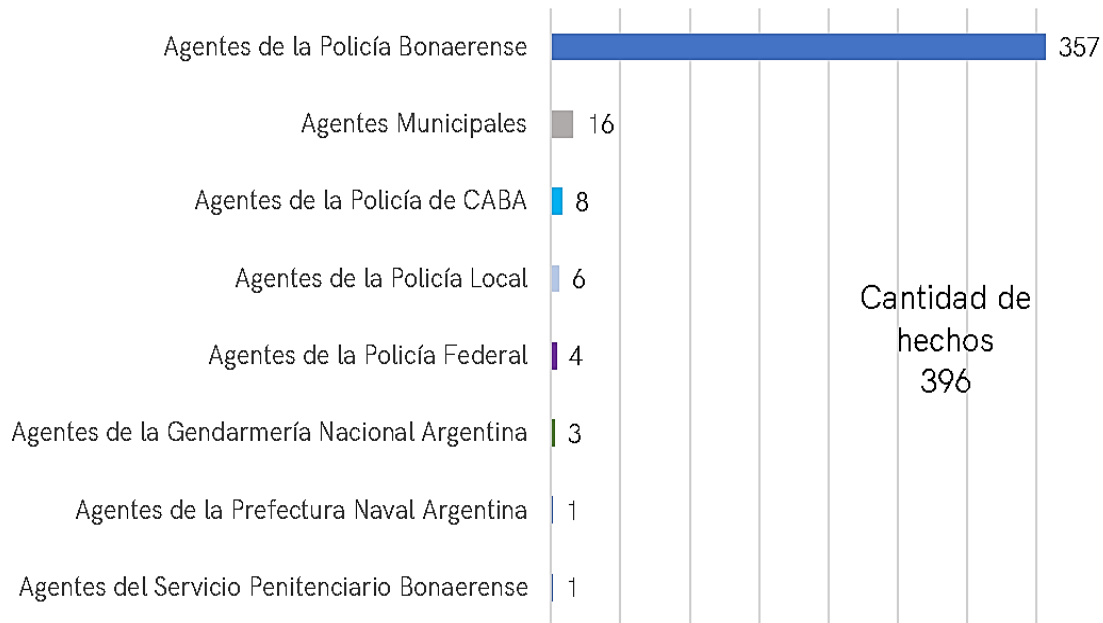 Agentes de la Policía Bonaerense 357
Agentes Municipales 16
Agentes de la Policía de CABA 8
Agentes de la Policía Local 6
Agentes de la Policía Federal 4
Agentes de la Gendarmería Nacional Argentina 3
Agentes de la Prefectura Naval Argentina 1
Agentes del Servicio Penitenciario Bonaerense 1
Cantidad de
hechos
396